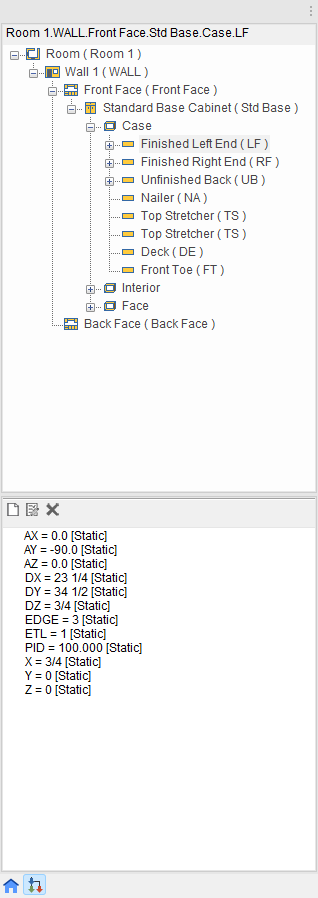 Room 1.WALL.Front Face.Std Base.Case.LF
Room ( Room 1 )
Wall 1 ( WALL )
Front Face ( Front Face )
Standard Base Cabinet ( Std Base )
Case
Finished Left End ( LF )
Finished Right End ( RF )
Unfinished Back ( UB )
Nailer ( NA )
Top Stretcher ( TS )
Top Stretcher ( TS )
Deck ( DE )
Front Toe ( FT )
Interior
Face
Back Face ( Back Face )
AX = 0.0 [Static]
AY = -90.0 [Static]
AZ = 0.0 [Static]
DX = 23 1/4 [Static]
DY = 34 1/2 [Static]
DZ = 3/4 [Static]
EDGE = 3 [Static]
ETL = 1 [Static]
PID = 100.000 [Static]
X = 3/4 [Static]
Y = 0 [Static]
Z = 0 [Static]